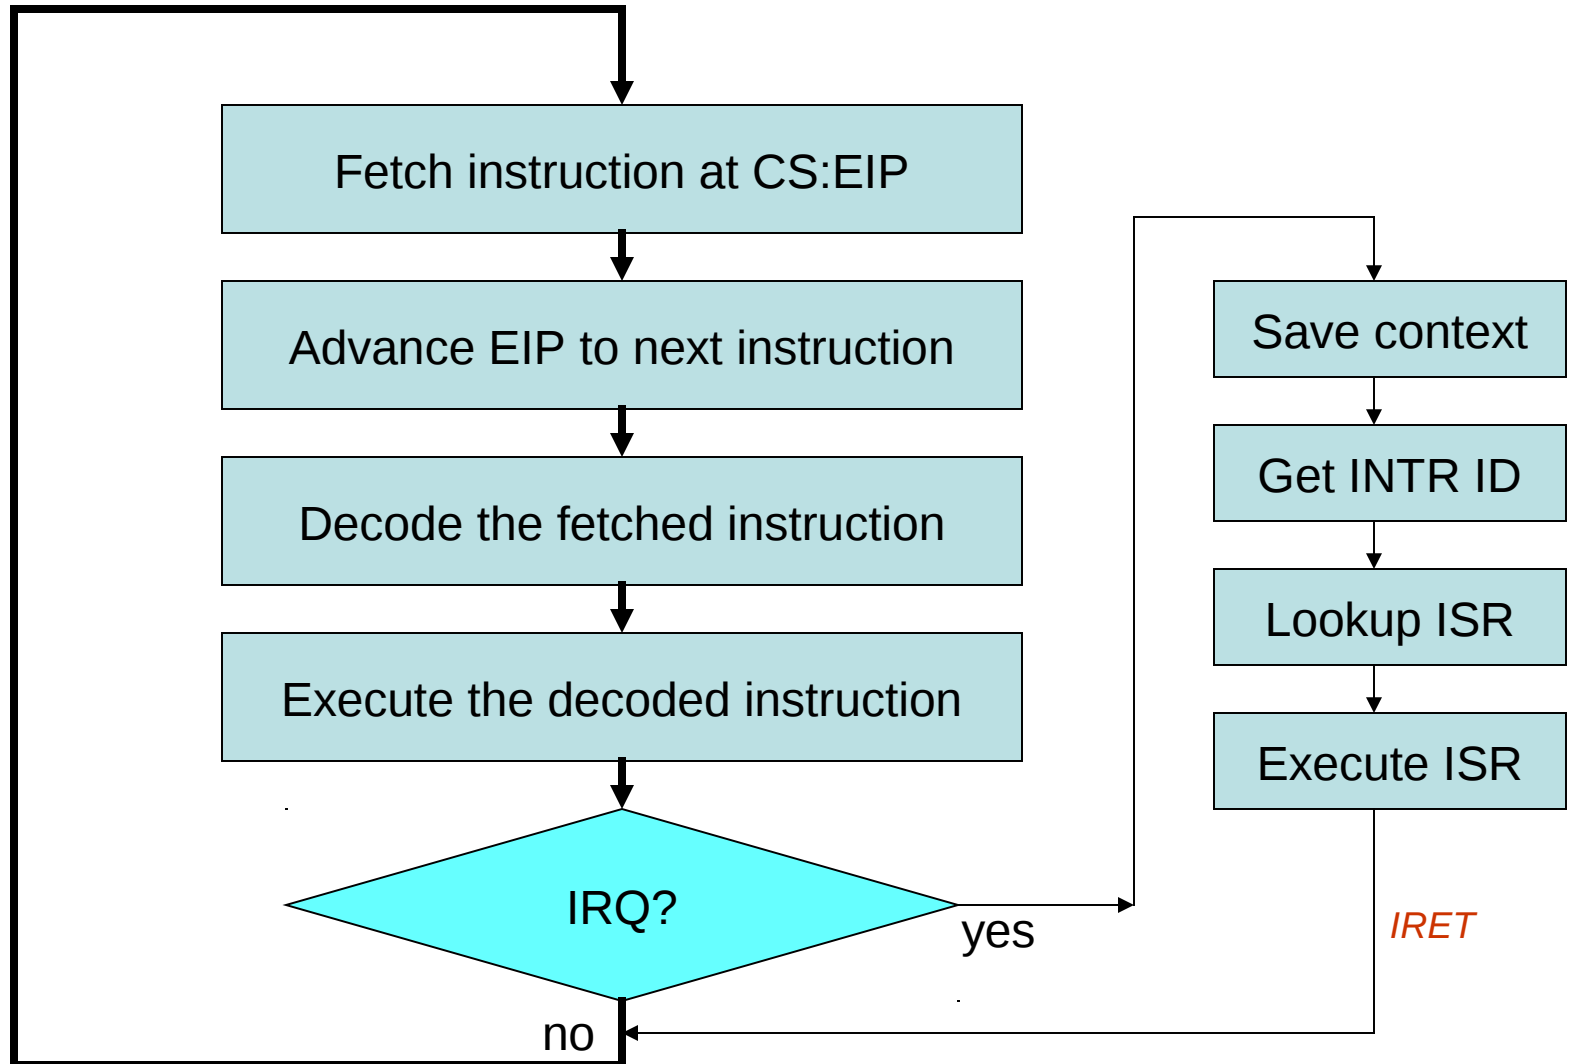 Fetch instruction at CS:EIP
Advance EIP to next instruction
Decode the fetched instruction
Execute the decoded instruction
IRQ?
yes
no
Save context
Get INTR ID
Lookup ISR
Execute ISR
IRET